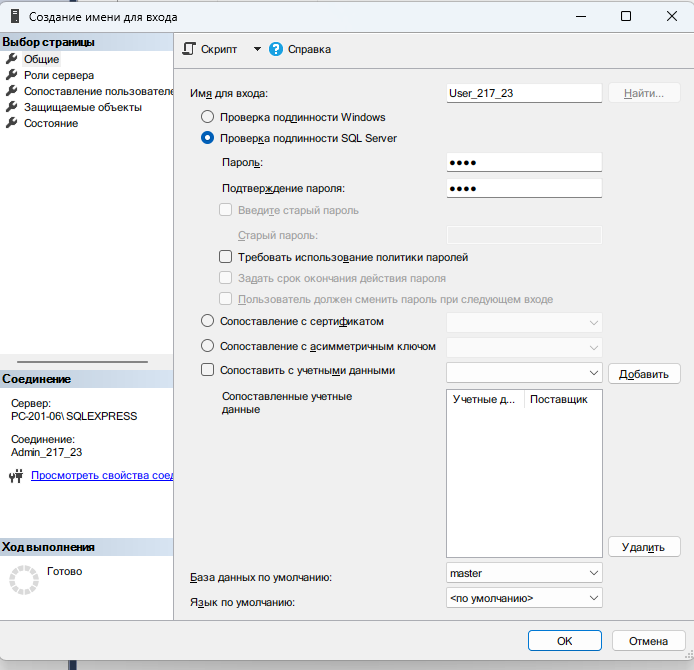 Создание имени для входа
Выбор страницы
Общие
Роли сервера
Сопоставление пользователе
Защищаемые объекты
Состояние
Скрипт
Справка
Имя для входа:
User_217_23
Найти...
Проверка подлинности Windows
Проверка подлинности SQL Server
Пароль:
●●●●
Подтверждение пароля:
●●●●
Введите старый пароль
Старый пароль:
Требовать использование политики паролей
Задать срок окончания действия пароля
Пользователь должен сменить пароль при следующем входе
Сопоставление с сертификатом
Сопоставление с асимметричным ключом
Сопоставить с учетными данными
Добавить
Сопоставленные учетные
данные
Учетные д...
Поставщик
Удалить
База данных по умолчанию:
master
Язык по умолчанию:
<по умолчанию>
Соединение
Сервер:
PC-201-06\SQLEXPRESS
Соединение:
Admin_217_23
Просмотреть свойства соед
Ход выполнения
Готово
ОК
Отмена